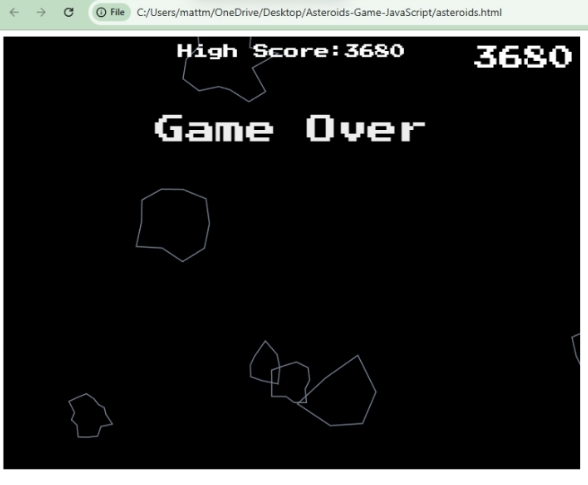 File C:/Users/mattm/OneDrive/Desktop/Asteroids-Game-JavaScript/asteroids.html
High Score:3680
3680
Game Over